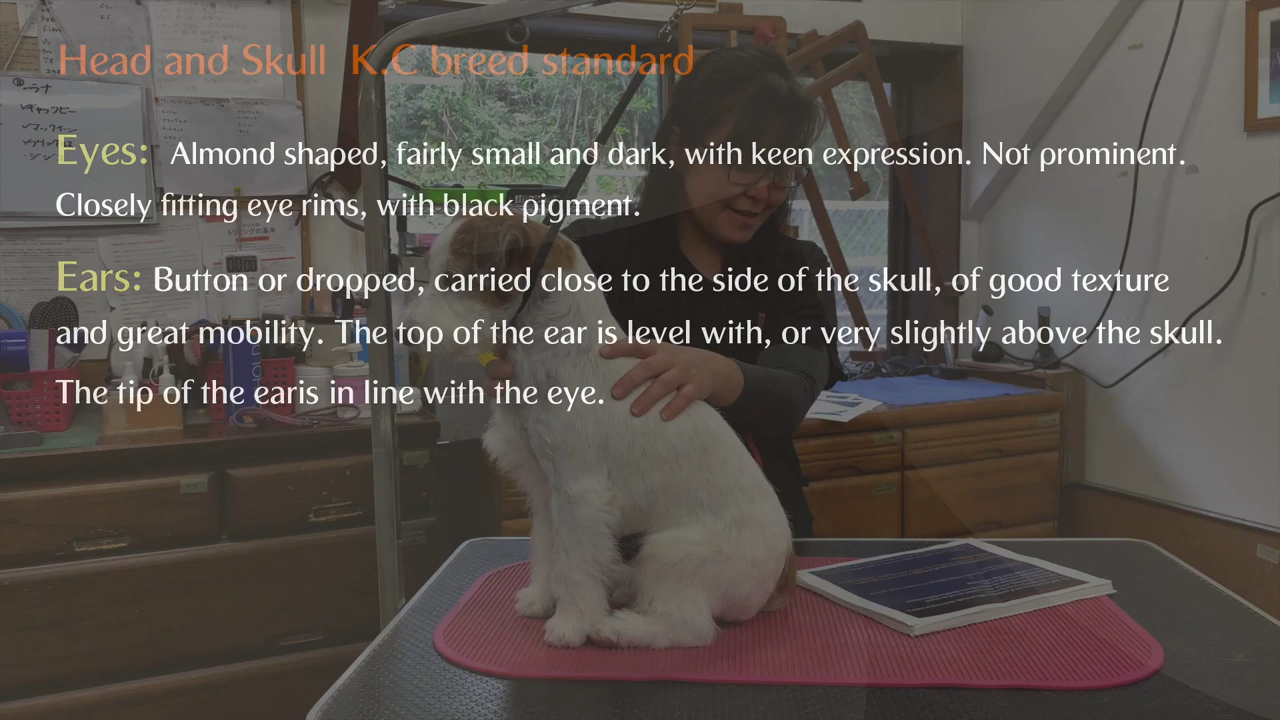 Head and Skull K.C breed standard
Eyes: Almond shaped, fairly small and dark, with keen expression. Not prominent.
Closely fitting eye rims, with black pigment.
Ears: Button or dropped, carried close to the side of the skull, of good texture
and great mobility. The top of the ear is level with, or very slightly above the skull.
The tip of the earis in line with the eye.